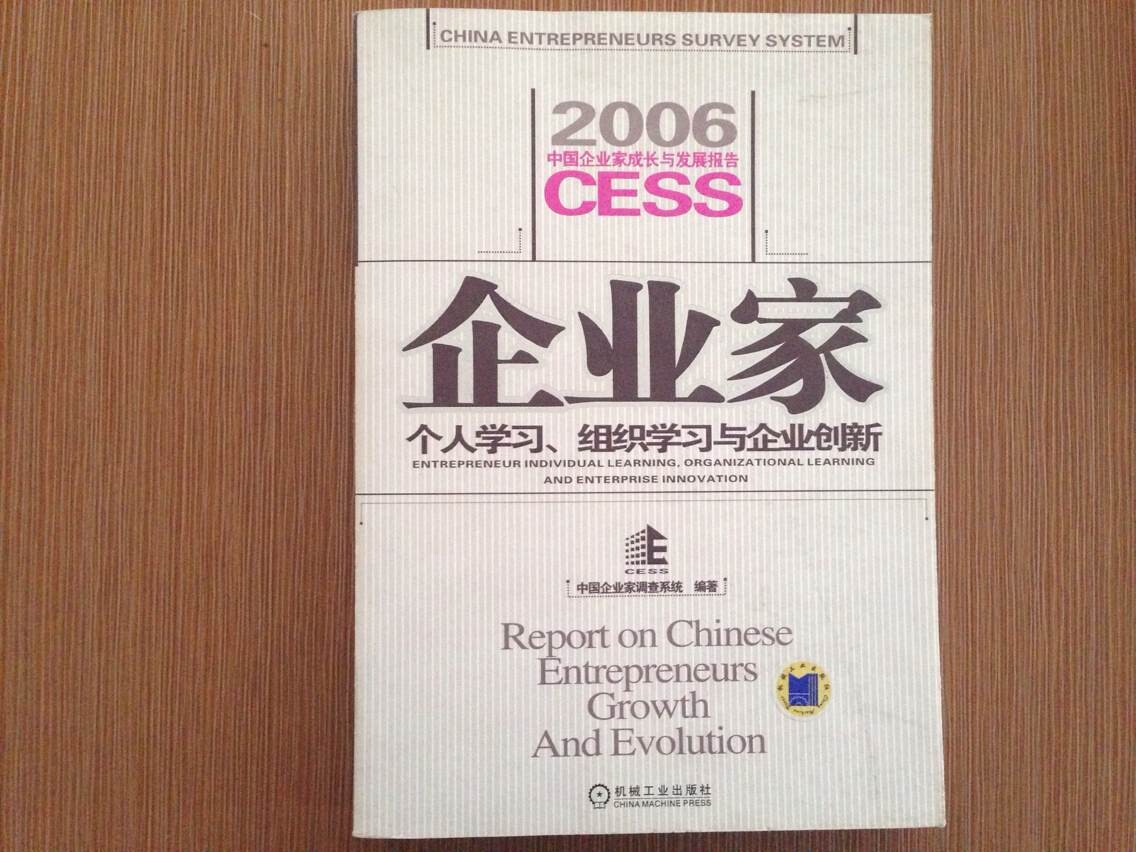 CHINA ENTREPRENEURS SURVEY SYSTEM
2006
中国企业家成长与发展报告
CESS
企业家
个人学习、组织学习与企业创新
ENTREPRENEUR INDIVIDUAL LEARNING, ORGANIZATIONAL LEARNING
AND ENTERPRISE INNOVATION
CESS
中国企业家调查系统 编著
Report on Chinese
Entrepreneurs
Growth
And Evolution
机械工业出版社
CHINA MACHINE PRESS